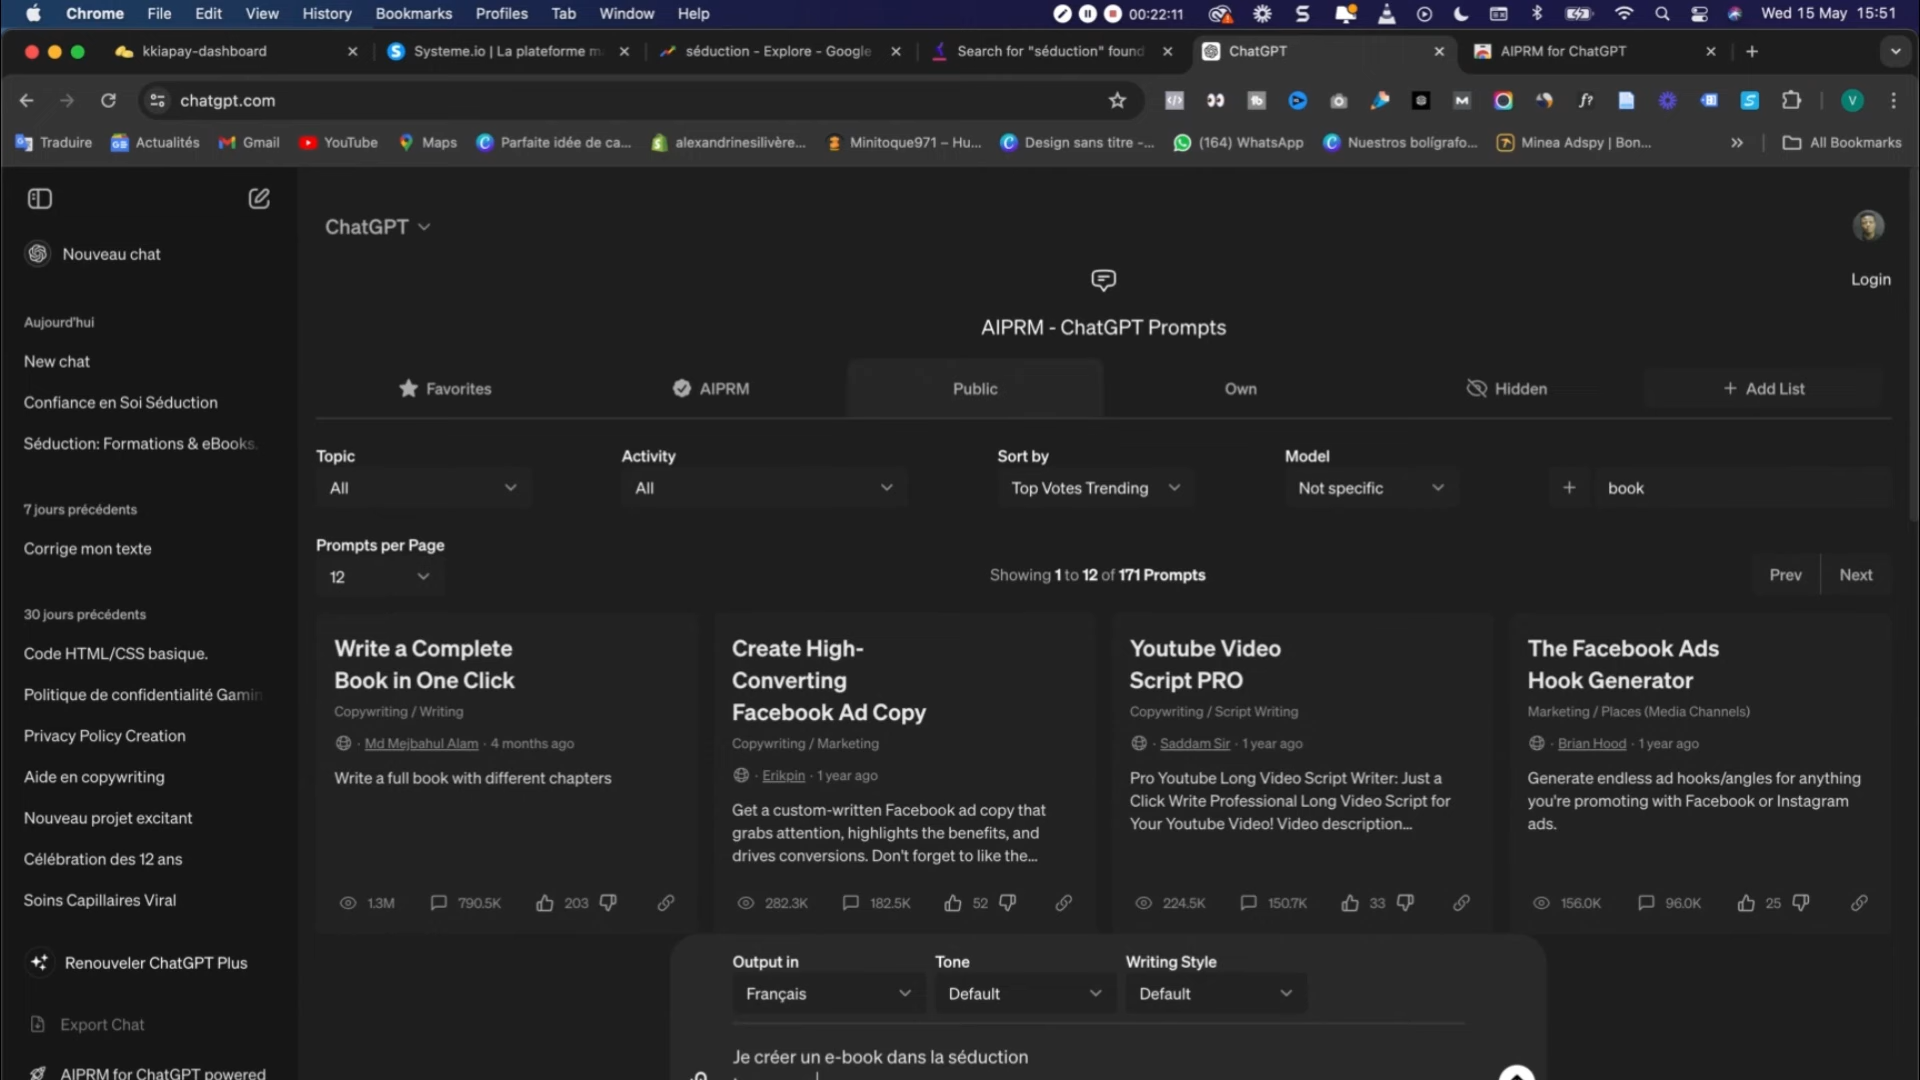 Chrome File Edit View History Bookmarks Profiles Tab Window Help 00:22:11 Wed 15 May 15:51
kkiapay-dashboard Systeme.io | La plateforme séduction – Explore – Google Search for "séduction" found ChatGPT AIPRM for ChatGPT
chatgpt.com
Traduire Actualités Gmail YouTube Maps Parfaite idée de ca... alexandrinesilivère... Minitoque971 – Hu... Design sans titre -... (164) WhatsApp Nuestros bolígrafo... Minea Adspy | Bon... All Bookmarks
ChatGPT
Nouveau chat
Login
Aujourd'hui
AIPRM - ChatGPT Prompts
New chat
Favorites AIPRM Public Own Hidden + Add List
Confiance en Soi Séduction
Séduction: Formations & eBooks.
Topic Activity Sort by Model
All All Top Votes Trending Not specific + book
7 jours précédents
Corrige mon texte
Prompts per Page
12 Showing 1 to 12 of 171 Prompts Prev Next
30 jours précédents
Code HTML/CSS basique.
Politique de confidentialité Gamin
Privacy Policy Creation
Aide en copywriting
Nouveau projet excitant
Célébration des 12 ans
Soins Capillaires Viral
Renouveler ChatGPT Plus
Export Chat
AIPRM for ChatGPT powered
Write a Complete
Book in One Click
Copywriting / Writing
· Md Mejbahul Alam · 4 months ago
Write a full book with different chapters
1.3M 790.5K 203
Create High-
Converting
Facebook Ad Copy
Copywriting / Marketing
· Erikpin · 1 year ago
Get a custom-written Facebook ad copy that
grabs attention, highlights the benefits, and
drives conversions. Don't forget to like the...
282.3K 182.5K 52
Youtube Video
Script PRO
Copywriting / Script Writing
· Saddam Sir · 1 year ago
Pro Youtube Long Video Script Writer: Just a
Click Write Professional Long Video Script for
Your Youtube Video! Video description...
224.5K 150.7K 33
The Facebook Ads
Hook Generator
Marketing / Places (Media Channels)
· Brian Hood · 1 year ago
Generate endless ad hooks/angles for anything
you're promoting with Facebook or Instagram
ads.
156.0K 96.0K 25
Output in Tone Writing Style
Français Default Default
Je créer un e-book dans la séduction